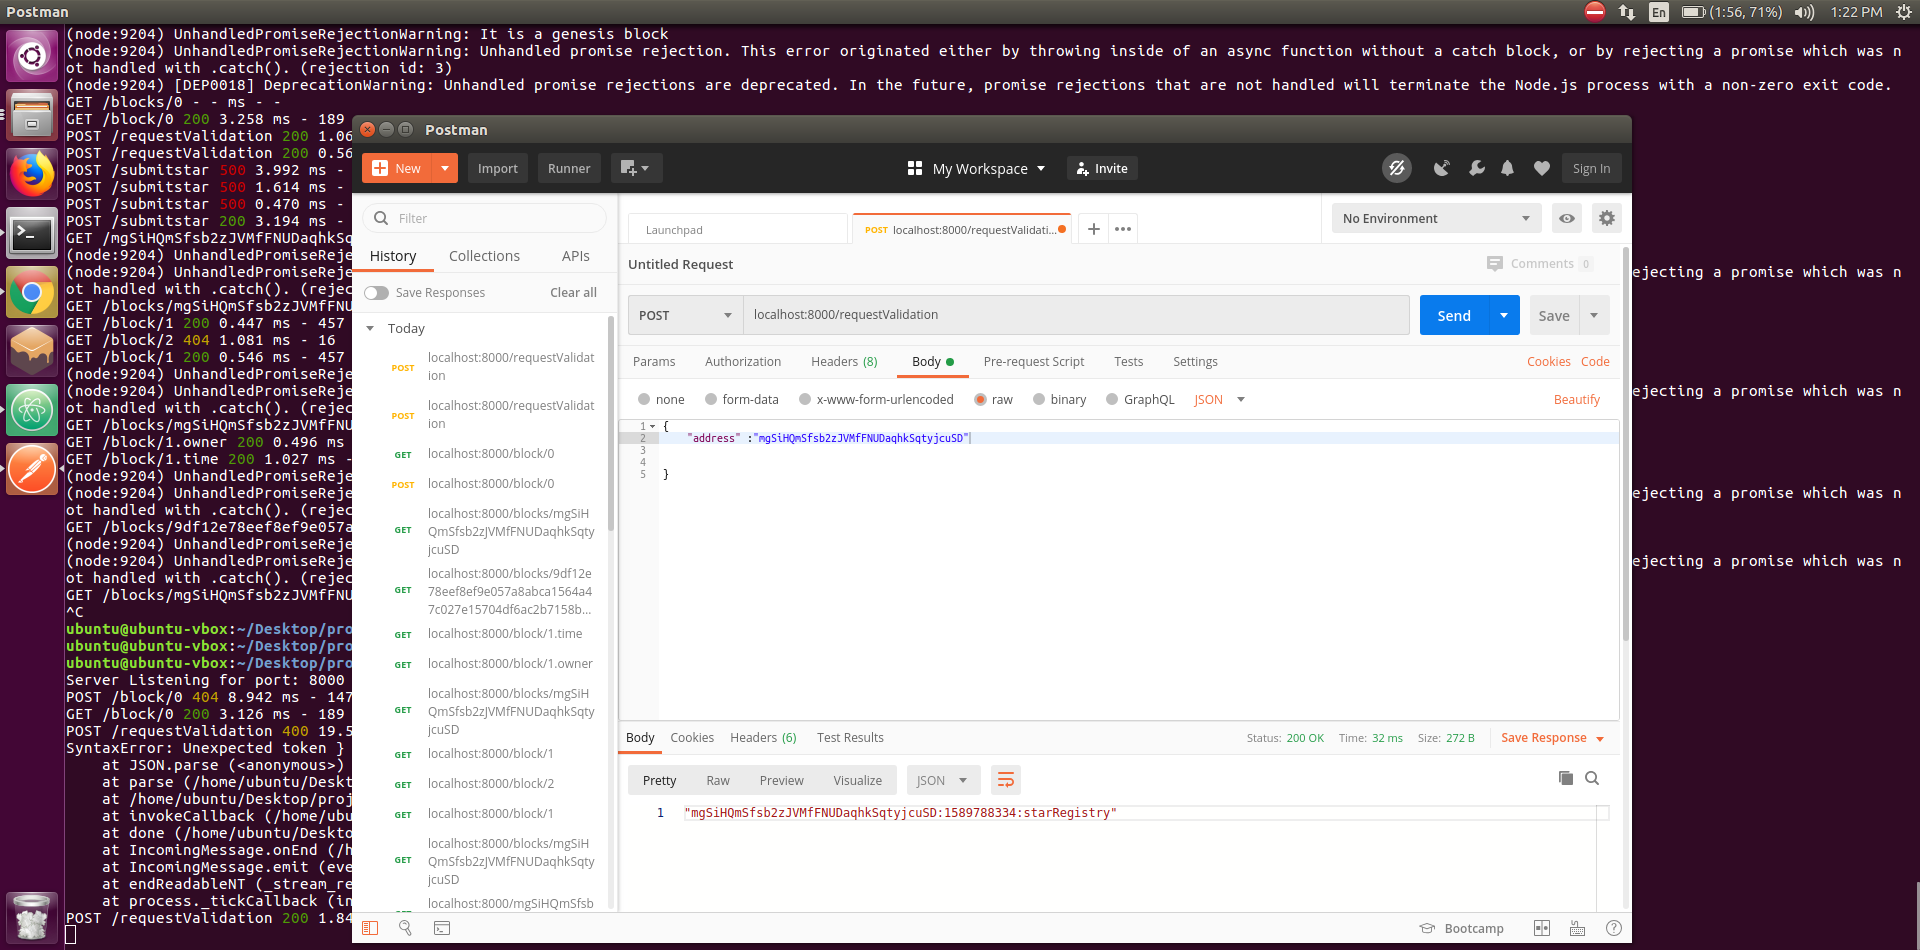 Postman
En
(1:56, 71%)
1:22 PM
(node:9204) UnhandledPromiseRejectionWarning: It is a genesis block
(node:9204) UnhandledPromiseRejectionWarning: Unhandled promise rejection. This error originated either by throwing inside of an async function without a catch block, or by rejecting a promise which was n
ot handled with .catch(). (rejection id: 3)
(node:9204) [DEP0018] DeprecationWarning: Unhandled promise rejections are deprecated. In the future, promise rejections that are not handled will terminate the Node.js process with a non-zero exit code.
GET /blocks/0 - - ms - -
GET /block/0 200 3.258 ms - 189
POST /requestValidation 200 1.06
POST /requestValidation 200 0.56
POST /submitstar 500 3.992 ms -
POST /submitstar 500 1.614 ms -
POST /submitstar 500 0.470 ms -
POST /submitstar 200 3.194 ms -
GET /mgSiHQmSfsb2zJVMfFNUDaqhkSq
(node:9204) UnhandledPromiseReje
(node:9204) UnhandledPromiseReje
ejecting a promise which was n
ot handled with .catch(). (rejec
GET /blocks/mgSiHQmSfsb2zJVMfFNU
GET /block/1 200 0.447 ms - 457
GET /block/2 404 1.081 ms - 16
GET /block/1 200 0.546 ms - 457
(node:9204) UnhandledPromiseReje
(node:9204) UnhandledPromiseReje
ejecting a promise which was n
ot handled with .catch(). (rejec
GET /blocks/mgSiHQmSfsb2zJVMfFNU
GET /block/1.owner 200 0.496 ms
GET /block/1.time 200 1.027 ms -
(node:9204) UnhandledPromiseReje
(node:9204) UnhandledPromiseReje
ejecting a promise which was n
ot handled with .catch(). (rejec
GET /blocks/9df12e78eef8ef9e057a
(node:9204) UnhandledPromiseReje
(node:9204) UnhandledPromiseReje
ejecting a promise which was n
ot handled with .catch(). (rejec
GET /blocks/mgSiHQmSfsb2zJVMfFNU
^C
ubuntu@ubuntu-vbox:~/Desktop/pro
ubuntu@ubuntu-vbox:~/Desktop/pro
ubuntu@ubuntu-vbox:~/Desktop/pro
Server Listening for port: 8000
POST /block/0 404 8.942 ms - 147
GET /block/0 200 3.126 ms - 189
POST /requestValidation 400 19.5
SyntaxError: Unexpected token }
at JSON.parse (<anonymous>)
at parse (/home/ubuntu/Deskt
at /home/ubuntu/Desktop/proj
at invokeCallback (/home/ubu
at done (/home/ubuntu/Deskto
at IncomingMessage.onEnd (/h
at IncomingMessage.emit (eve
at endReadableNT (_stream_re
at process._tickCallback (in
POST /requestValidation 200 1.84
Postman
New
Import
Runner
My Workspace
Invite
Sign In
Filter
History
Collections
APIs
Save Responses
Clear all
Today
POST localhost:8000/requestValidat
ion
POST localhost:8000/requestValidat
ion
GET localhost:8000/block/0
POST localhost:8000/block/0
GET localhost:8000/blocks/mgSiH
QmSfsb2zJVMfFNUDaqhkSqty
jcuSD
GET localhost:8000/blocks/9df12e
78eef8ef9e057a8abca1564a4
7c027e15704df6ac2b7158b...
GET localhost:8000/block/1.time
GET localhost:8000/block/1.owner
GET localhost:8000/blocks/mgSiH
QmSfsb2zJVMfFNUDaqhkSqty
jcuSD
GET localhost:8000/block/1
GET localhost:8000/block/2
GET localhost:8000/block/1
GET localhost:8000/blocks/mgSiH
QmSfsb2zJVMfFNUDaqhkSqty
jcuSD
localhost:8000/mgSiHQmSfsb
Launchpad
POST localhost:8000/requestValidati...
No Environment
Untitled Request
Comments 0
POST
localhost:8000/requestValidation
Send
Save
Params
Authorization
Headers (8)
Body
Pre-request Script
Tests
Settings
Cookies
Code
none
form-data
x-www-form-urlencoded
raw
binary
GraphQL
JSON
Beautify
1 {
2 "address" :"mgSiHQmSfsb2zJVMfFNUDaqhkSqtyjcuSD"
3
4
5 }
Body
Cookies
Headers (6)
Test Results
Status: 200 OK
Time: 32 ms
Size: 272 B
Save Response
Pretty
Raw
Preview
Visualize
JSON
1 "mgSiHQmSfsb2zJVMfFNUDaqhkSqtyjcuSD:1589788334:starRegistry"
Bootcamp